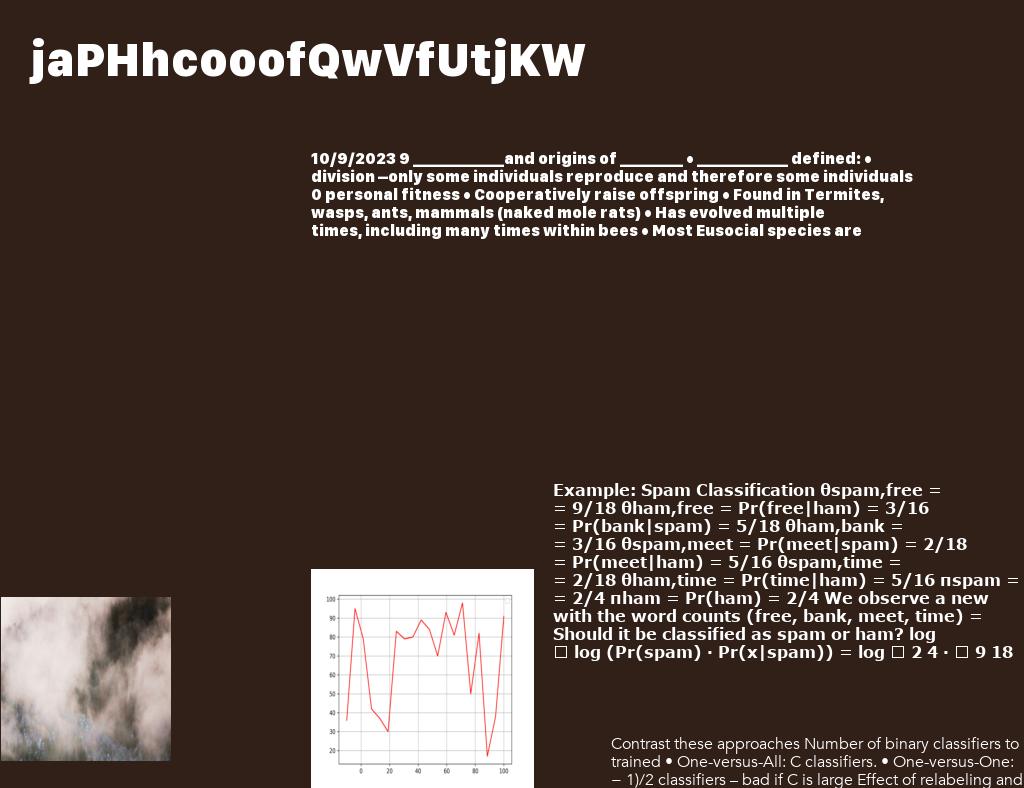 jaPHhcooofQwVfUtjKW
10/9/2023 9 ____________and origins of ________ • ____________ defined: •
division –only some individuals reproduce and therefore some individuals
0 personal fitness • Cooperatively raise offspring • Found in Termites,
wasps, ants, mammals (naked mole rats) • Has evolved multiple
times, including many times within bees • Most Eusocial species are
Example: Spam Classification θspam,free =
= 9/18 θham,free = Pr(free|ham) = 3/16
= Pr(bank|spam) = 5/18 θham,bank =
= 3/16 θspam,meet = Pr(meet|spam) = 2/18
= Pr(meet|ham) = 5/16 θspam,time =
= 2/18 θham,time = Pr(time|ham) = 5/16 πspam =
= 2/4 πham = Pr(ham) = 2/4 We observe a new
with the word counts (free, bank, meet, time) =
Should it be classified as spam or ham? log
□ log (Pr(spam) · Pr(x|spam)) = log □ 2 4 · □ 9 18
100
90
80
70
60
50
40
30
20
0 20 40 60 80 100
Contrast these approaches Number of binary classifiers to
trained • One-versus-All: C classifiers. • One-versus-One:
− 1)/2 classifiers – bad if C is large Effect of relabeling and